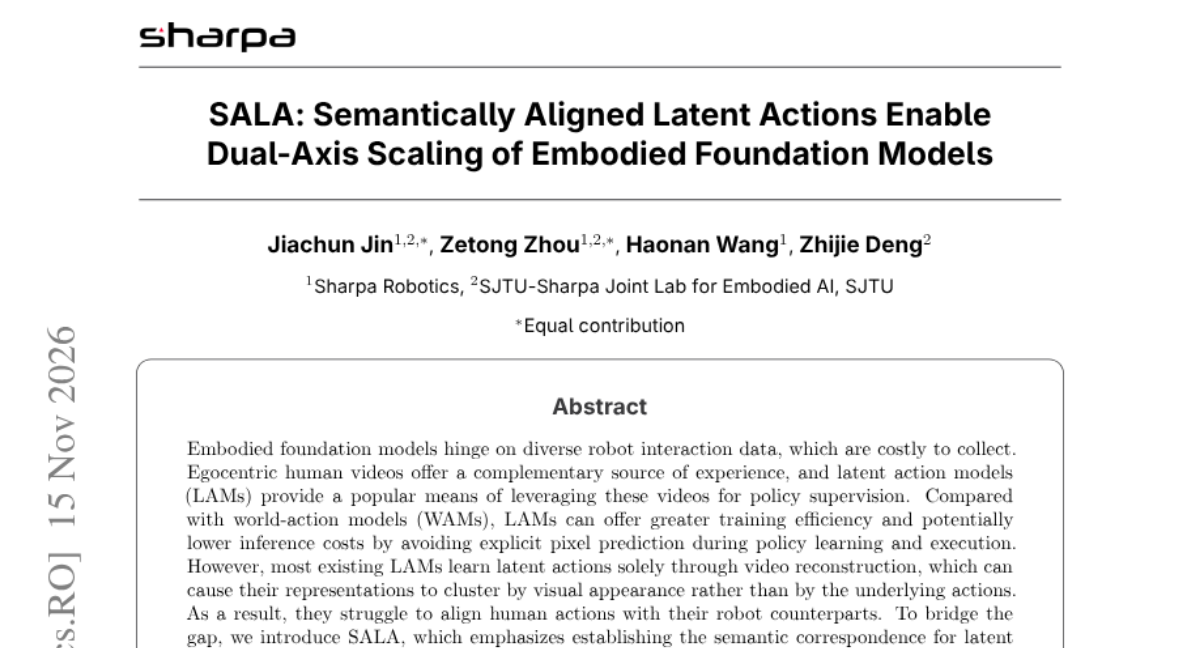 sharpa
SALA: Semantically Aligned Latent Actions Enable
Dual-Axis Scaling of Embodied Foundation Models
Jiachun Jin1,2,*, Zetong Zhou1,2,*, Haonan Wang1, Zhijie Deng2
1Sharpa Robotics, 2SJTU-Sharpa Joint Lab for Embodied AI, SJTU
*Equal contribution
cs.RO] 15 Nov 2026
Abstract
Embodied foundation models hinge on diverse robot interaction data, which are costly to collect.
Egocentric human videos offer a complementary source of experience, and latent action models
(LAMs) provide a popular means of leveraging these videos for policy supervision. Compared
with world-action models (WAMs), LAMs can offer greater training efficiency and potentially
lower inference costs by avoiding explicit pixel prediction during policy learning and execution.
However, most existing LAMs learn latent actions solely through video reconstruction, which can
cause their representations to cluster by visual appearance rather than by the underlying actions.
As a result, they struggle to align human actions with their robot counterparts. To bridge the
gap, we introduce SALA, which emphasizes establishing the semantic correspondence for latent